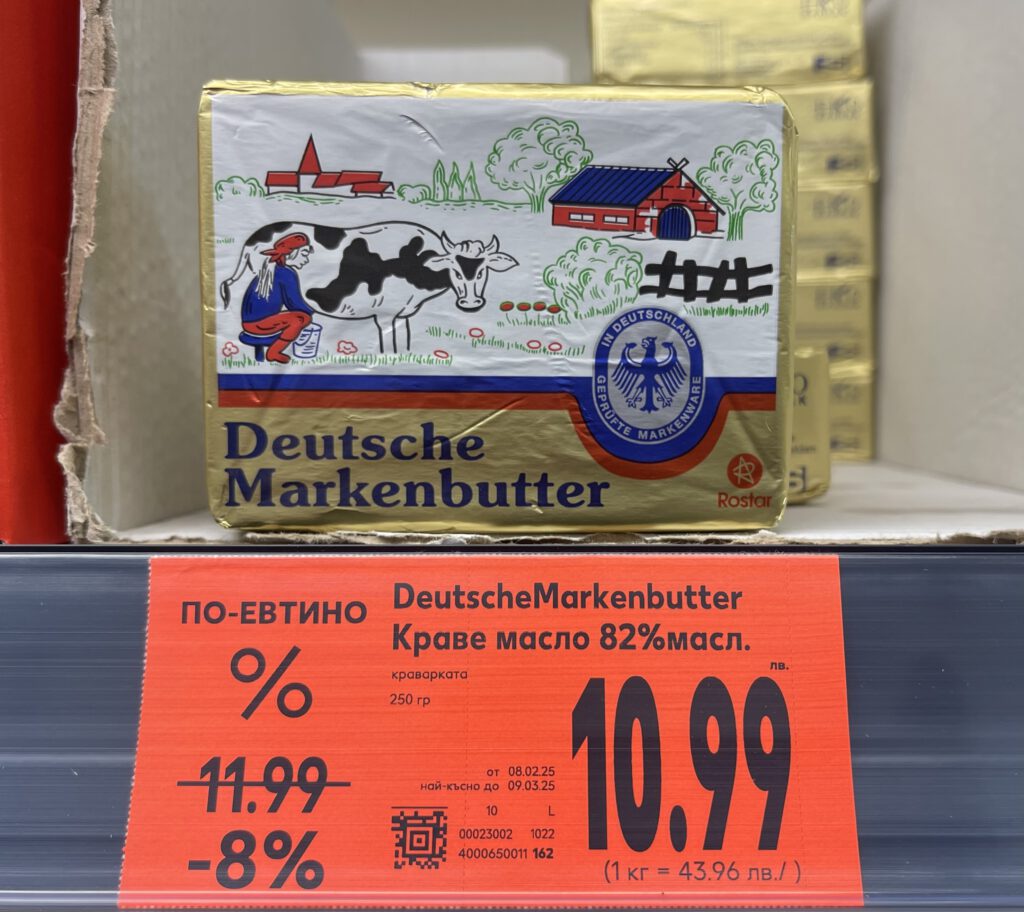 IN DEUTSCHLAND
GEPRÜFTE MARKENWARE
Deutsche
Markenbutter
Rostar
ПО-ЕВТИНО
%
11.99
-8%
DeutscheMarkenbutter
Краве масло 82%масл.
краварката
250 гр
лв.
10.99
от 08.02.25
най-късно до 09.03.25
10 L
00023002 1022
4000650011 162
(1 кг = 43.96 лв./ )